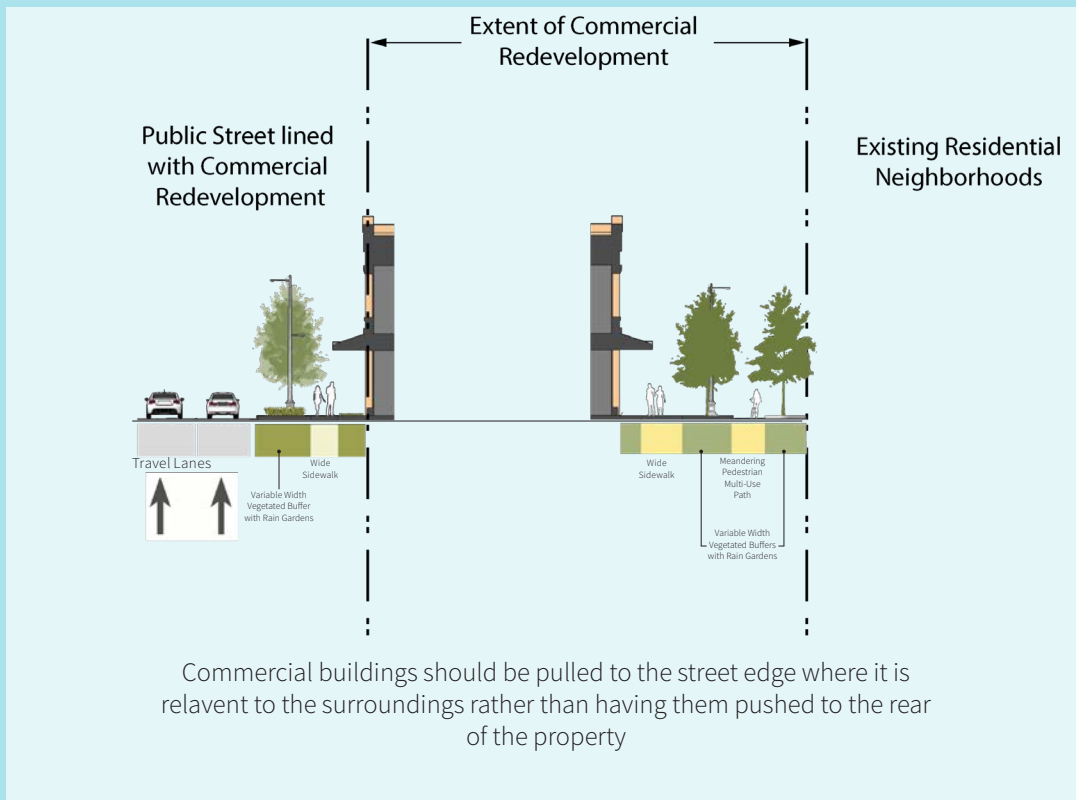 Extent of Commercial
Redevelopment
Public Street lined
with Commercial
Redevelopment
Existing Residential
Neighborhoods
Travel Lanes
Wide
Sidewalk
Variable Width
Vegetated Buffer
with Rain Gardens
Wide
Sidewalk
Meandering
Pedestrian
Multi-Use
Path
Variable Width
Vegetated Buffers
with Rain Gardens
Commercial buildings should be pulled to the street edge where it is
relavent to the surroundings rather than having them pushed to the rear
of the property